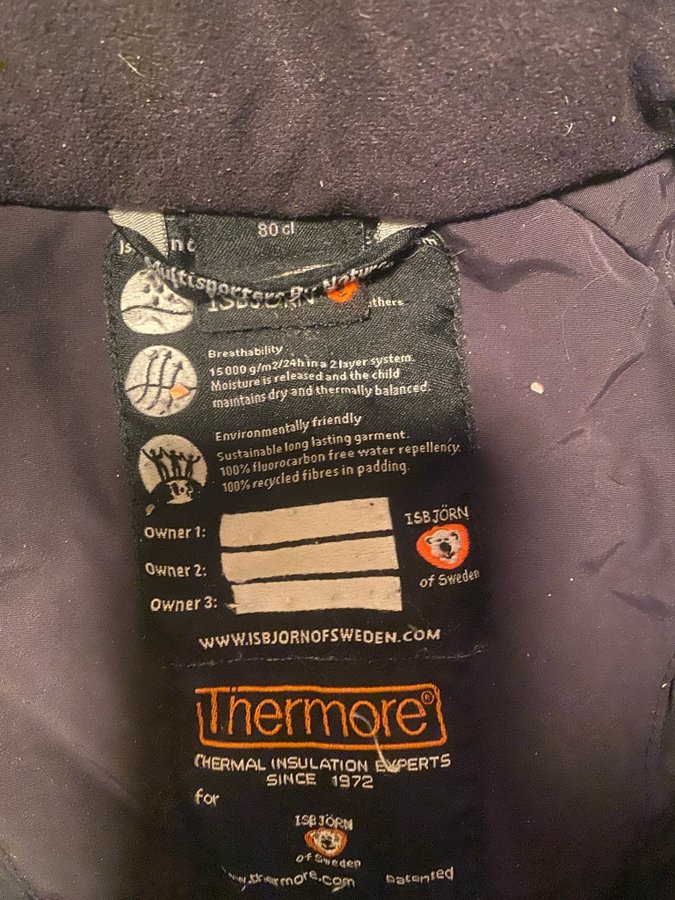 80 cl
Multisporters By Nature
ISBJÖRN
Breathability
15 000 g/m2/24h in a 2 layer system.
Moisture is released and the child
maintains dry and thermally balanced.
Environmentally friendly
Sustainable long lasting garment.
100% fluorocarbon free water repellency.
100% recycled fibres in padding.
Owner 1:
Owner 2:
Owner 3:
ISBJÖRN
of Sweden
WWW.ISBJORNOFSWEDEN.COM
Thermore®
THERMAL INSULATION EXPERTS
SINCE 1972
for
ISBJÖRN
of Sweden
www.thermore.com Patented